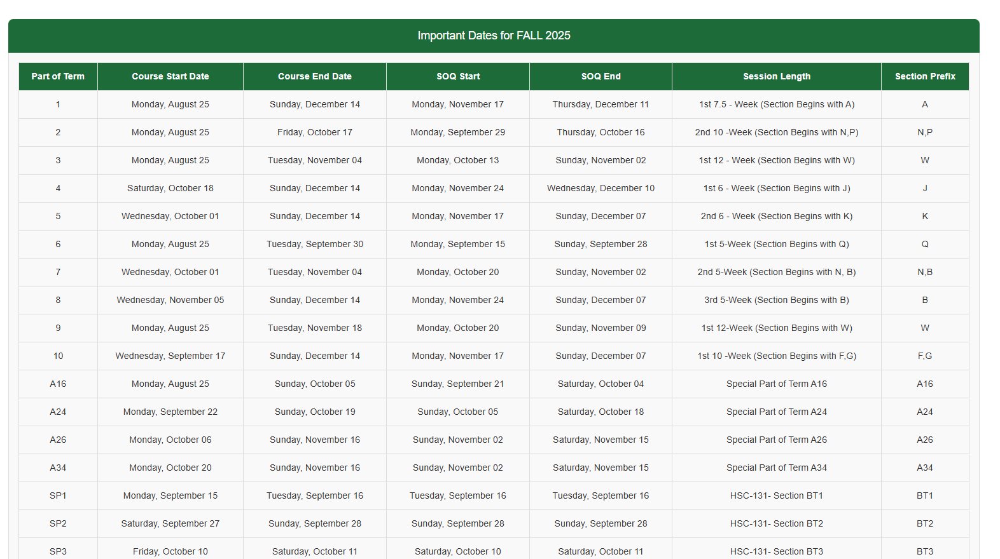 Important Dates for FALL 2025
Part of Term Course Start Date Course End Date SOQ Start SOQ End Session Length Section Prefix
1 Monday, August 25 Sunday, December 14 Monday, November 17 Thursday, December 11 1st 7.5 - Week (Section Begins with A) A
2 Monday, August 25 Friday, October 17 Monday, September 29 Thursday, October 16 2nd 10 -Week (Section Begins with N,P) N,P
3 Monday, August 25 Tuesday, November 04 Monday, October 13 Sunday, November 02 1st 12 - Week (Section Begins with W) W
4 Saturday, October 18 Sunday, December 14 Monday, November 24 Wednesday, December 10 1st 6 - Week (Section Begins with J) J
5 Wednesday, October 01 Sunday, December 14 Monday, November 17 Sunday, December 07 2nd 6 - Week (Section Begins with K) K
6 Monday, August 25 Tuesday, September 30 Monday, September 15 Sunday, September 28 1st 5-Week (Section Begins with Q) Q
7 Wednesday, October 01 Tuesday, November 04 Monday, October 20 Sunday, November 02 2nd 5-Week (Section Begins with N, B) N,B
8 Wednesday, November 05 Sunday, December 14 Monday, November 24 Sunday, December 07 3rd 5-Week (Section Begins with B) B
9 Monday, August 25 Tuesday, November 18 Monday, October 20 Sunday, November 09 1st 12-Week (Section Begins with W) W
10 Wednesday, September 17 Sunday, December 14 Monday, November 17 Sunday, December 07 1st 10 -Week (Section Begins with F,G) F,G
A16 Monday, August 25 Sunday, October 05 Sunday, September 21 Saturday, October 04 Special Part of Term A16 A16
A24 Monday, September 22 Sunday, October 19 Sunday, October 05 Saturday, October 18 Special Part of Term A24 A24
A26 Monday, October 06 Sunday, November 16 Sunday, November 02 Saturday, November 15 Special Part of Term A26 A26
A34 Monday, October 20 Sunday, November 16 Sunday, November 02 Saturday, November 15 Special Part of Term A34 A34
SP1 Monday, September 15 Tuesday, September 16 Tuesday, September 16 Tuesday, September 16 HSC-131- Section BT1 BT1
SP2 Saturday, September 27 Sunday, September 28 Sunday, September 28 Sunday, September 28 HSC-131- Section BT2 BT2
SP3 Friday, October 10 Saturday, October 11 Saturday, October 10 Saturday, October 11 HSC-131- Section BT3 BT3